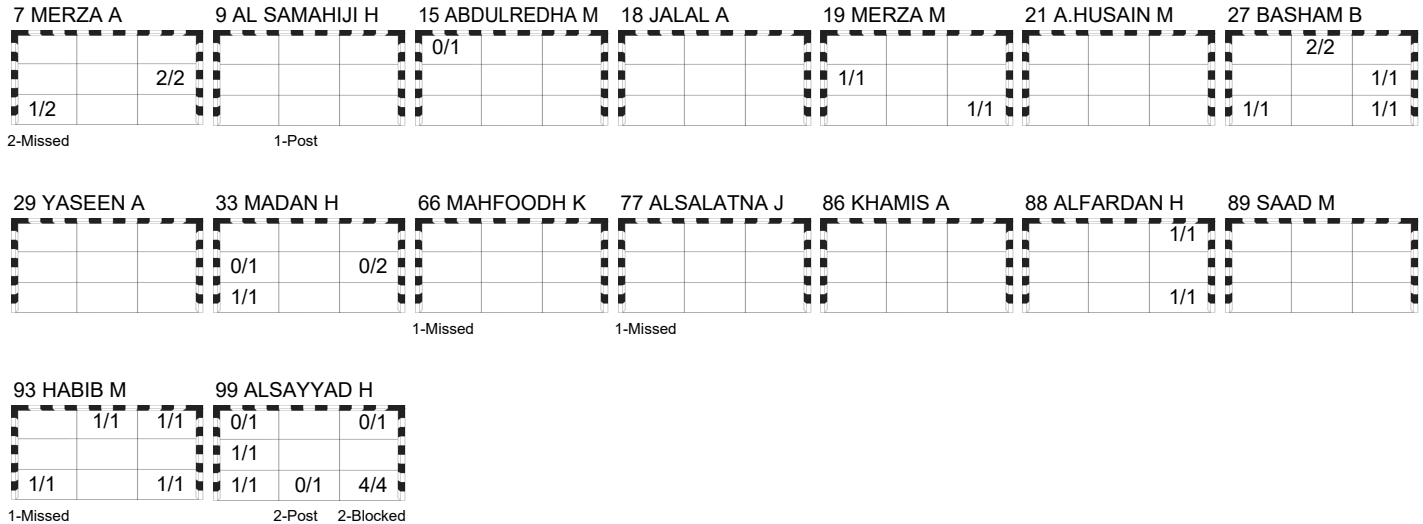 7 MERZA A 9 AL SAMAHIJI H 15 ABDULREDHA M 18 JALAL A 19 MERZA M 21 A.HUSAIN M 27 BASHAM B
0/1 2/2
2/2 1/1 1/1
1/2 1/1 1/1 1/1
2-Missed 1-Post
29 YASEEN A 33 MADAN H 66 MAHFOODH K 77 ALSALATNA J 86 KHAMIS A 88 ALFARDAN H 89 SAAD M
1/1
0/1 0/2
1/1 1/1
1-Missed 1-Missed
93 HABIB M 99 ALSAYYAD H
1/1 1/1 0/1 0/1
1/1
1/1 1/1 1/1 0/1 4/4
1-Missed 2-Post 2-Blocked